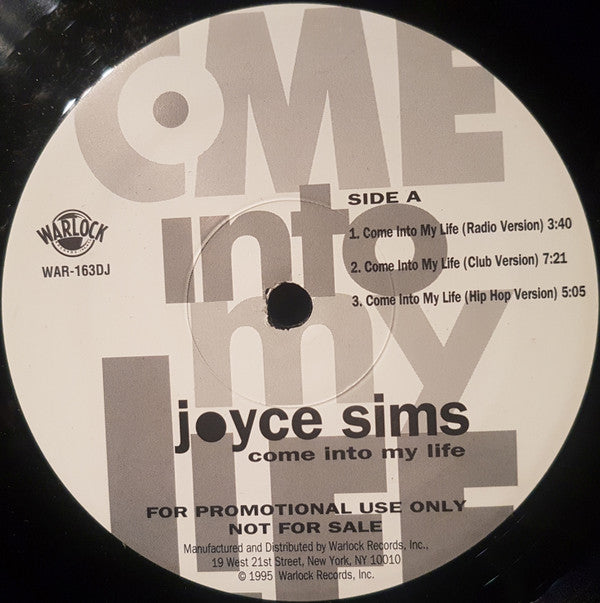 COME
into
my
LIFE
WARLOCK
WAR-163DJ
SIDE A
1. Come Into My Life (Radio Version) 3:40
2. Come Into My Life (Club Version) 7:21
3. Come Into My Life (Hip Hop Version) 5:05
joyce sims
come into my life
FOR PROMOTIONAL USE ONLY
NOT FOR SALE
Manufactured and Distributed by Warlock Records, Inc.,
19 West 21st Street, New York, NY 10010
© 1995 Warlock Records, Inc.